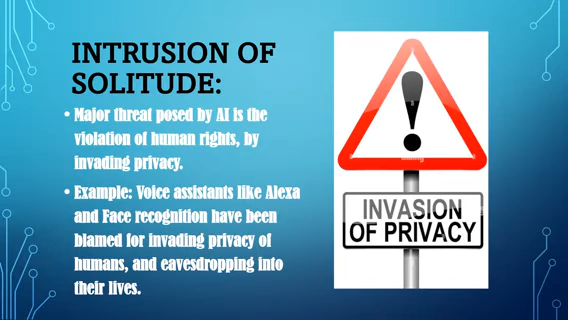 INTRUSION OF
SOLITUDE:
• Major threat posed by AI is the
violation of human rights, by
invading privacy.
• Example: Voice assistants like Alexa
and Face recognition have been
blamed for invading privacy of
humans, and eavesdropping into
their lives.
!
INVASION
OF PRIVACY